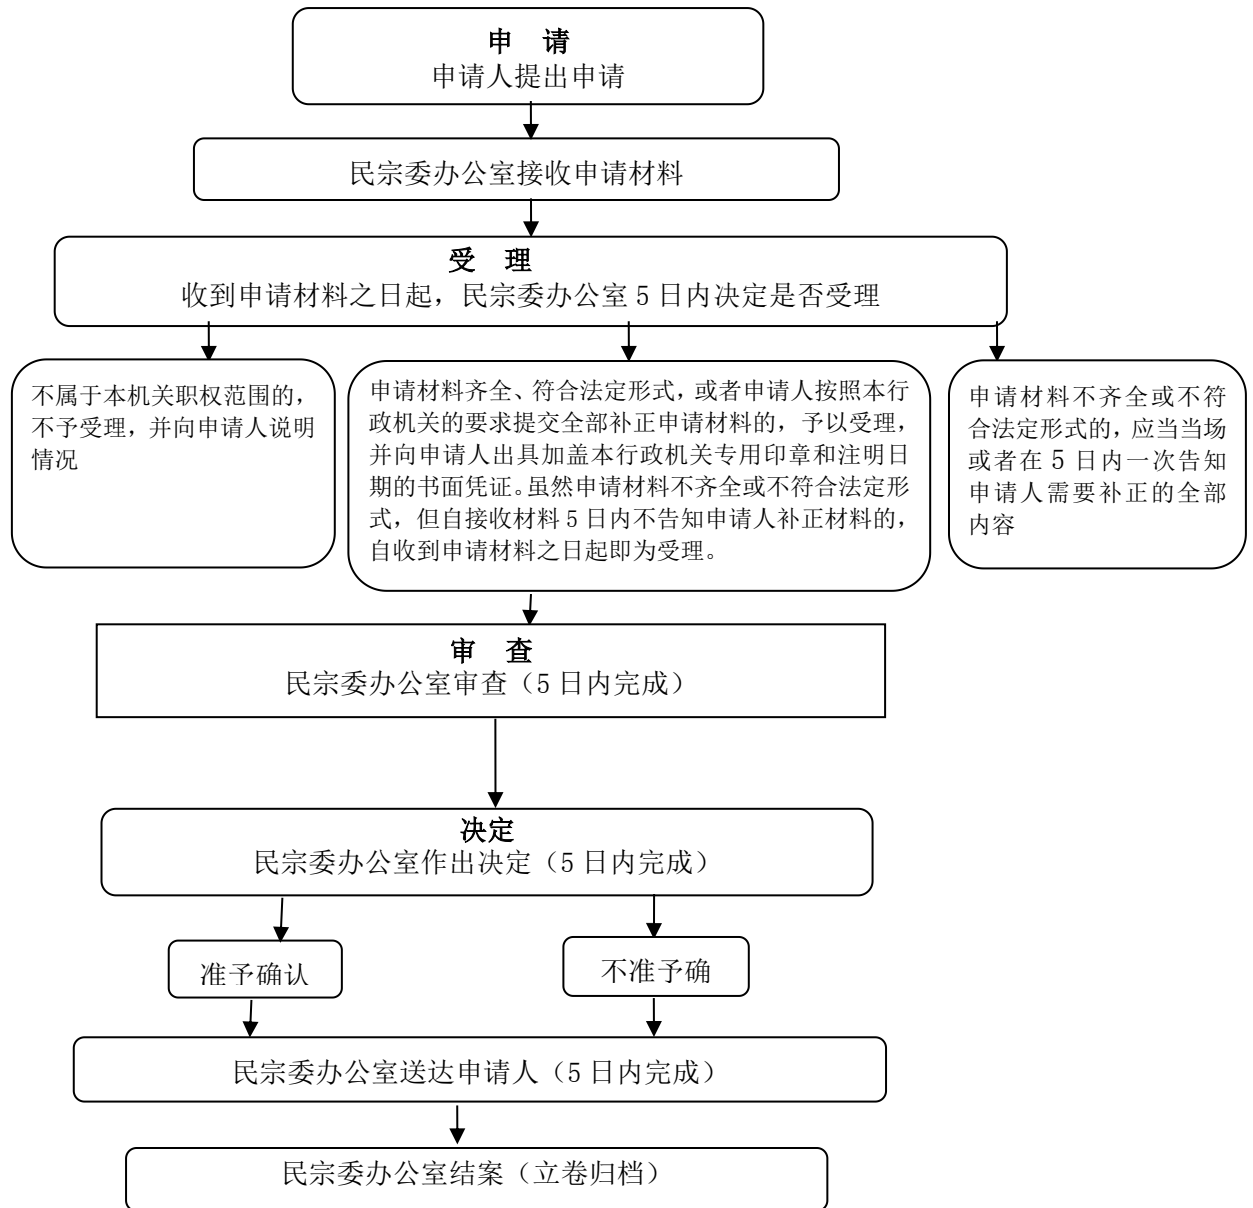 申 请
申请人提出申请
民宗委办公室接收申请材料
受 理
收到申请材料之日起，民宗委办公室 5 日内决定是否受理
不属于本机关职权范围的，
不予受理，并向申请人说明
情况
申请材料齐全、符合法定形式，或者申请人按照本行
政机关的要求提交全部补正申请材料的，予以受理，
并向申请人出具加盖本行政机关专用印章和注明日
期的书面凭证。虽然申请材料不齐全或不符合法定形
式，但自接收材料 5 日内不告知申请人补正材料的，
自收到申请材料之日起即为受理。
申请材料不齐全或不符
合法定形式的，应当当场
或者在 5 日内一次告知
申请人需要补正的全部
内容
审 查
民宗委办公室审查（5 日内完成）
决定
民宗委办公室作出决定（5 日内完成）
准予确认
不准予确
民宗委办公室送达申请人（5 日内完成）
民宗委办公室结案（立卷归档）